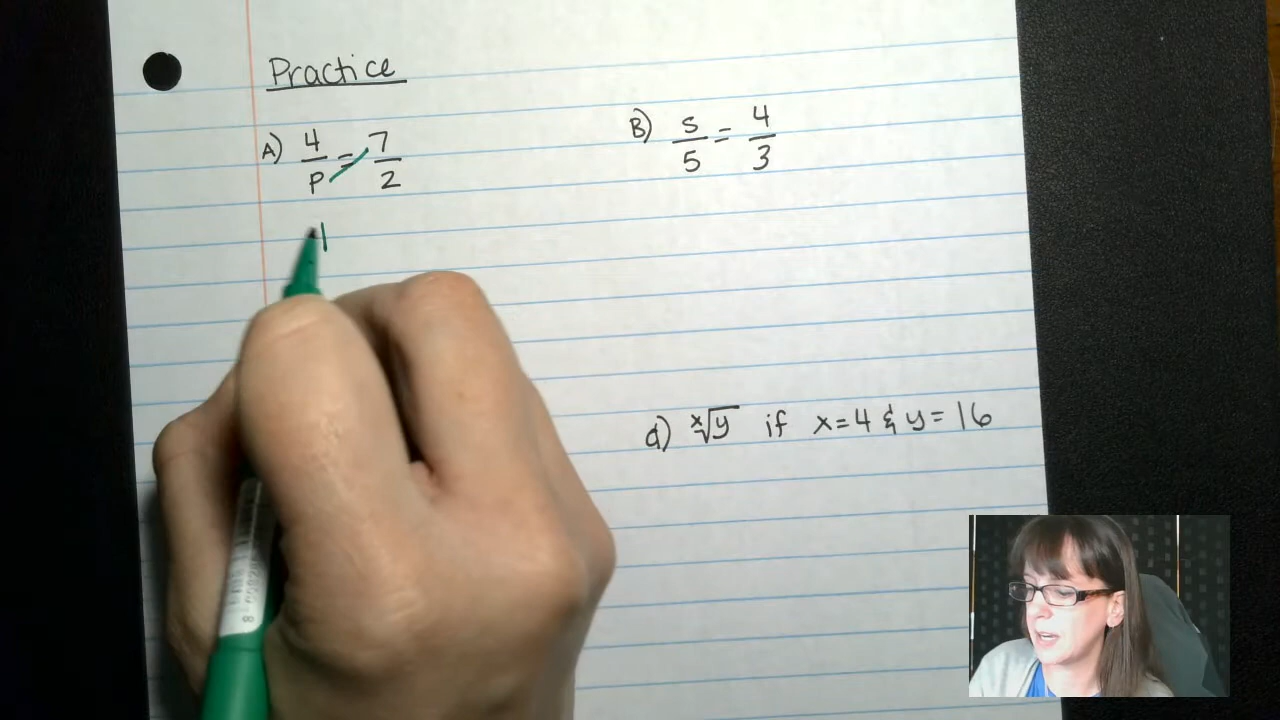 Practice
A) 4/p = 7/2
B) s/5 = 4/3
d) ˣ√y if x=4 & y=16